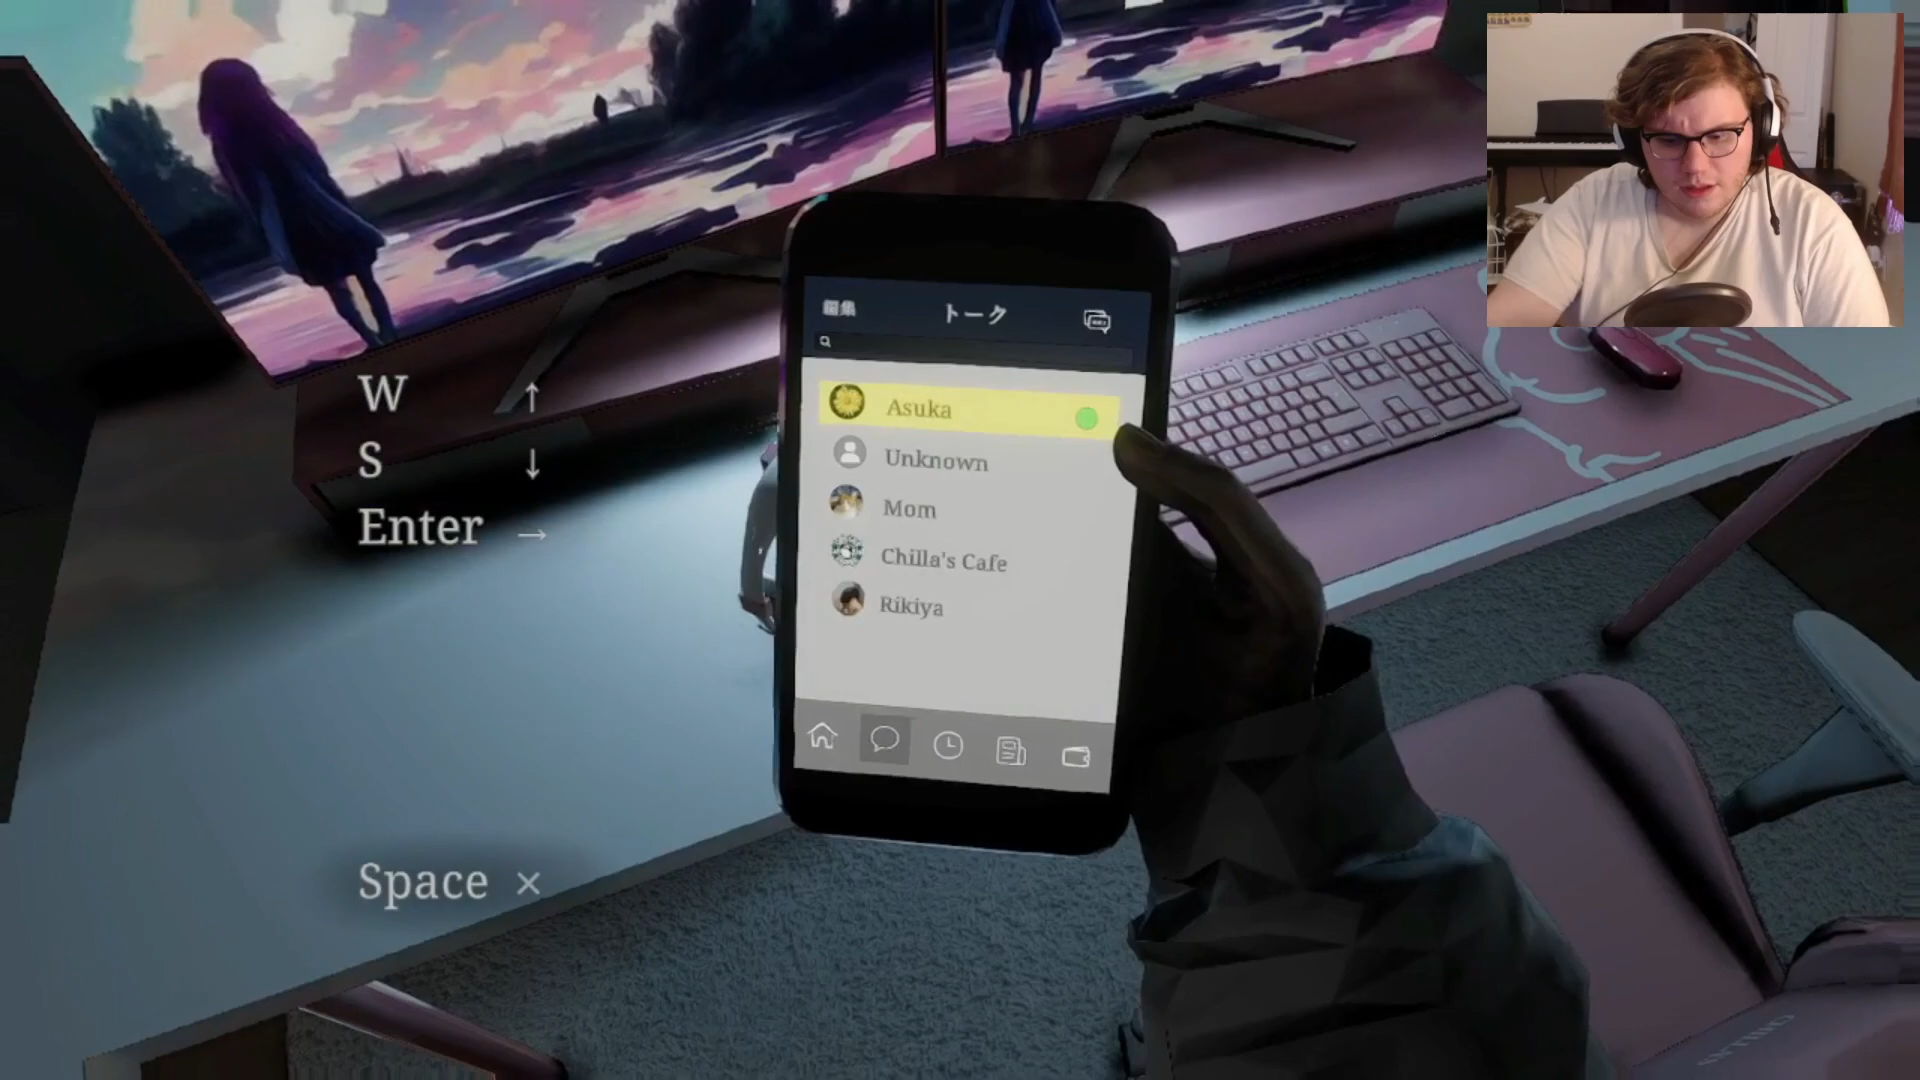 編集
トーク
W ↑
S ↓
Enter →
Space ×
Asuka
Unknown
Mom
Chilla's Cafe
Rikiya